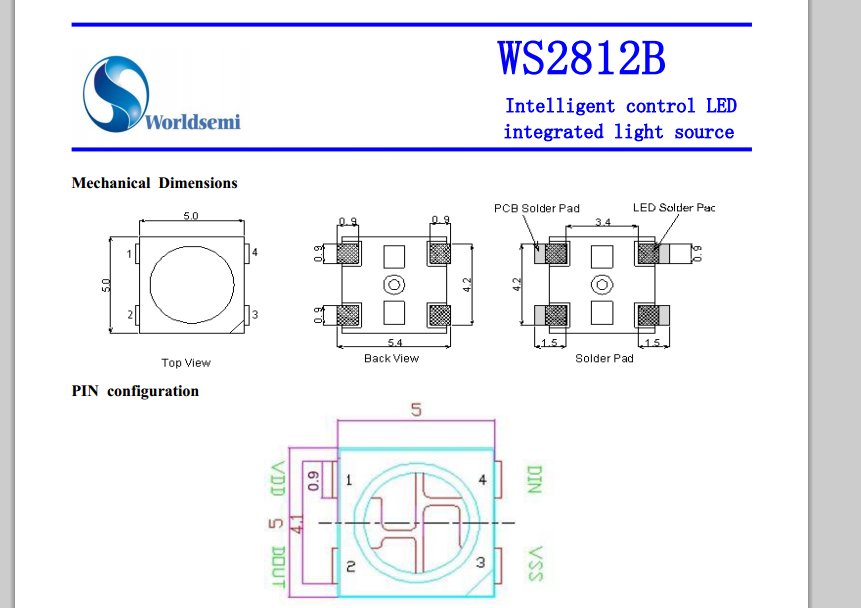 WS2812B
Worldsemi
Intelligent control LED
integrated light source
Mechanical Dimensions
5.0
5.0
1
4
2
3
Top View
0.9
0.9
0.9
0.9
4.2
5.4
Back View
PCB Solder Pad
LED Solder Pac
3.4
0.9
4.2
1.5
1.5
Solder Pad
PIN configuration
5
VDD
0.9
1
4
DIN
5
4.1
DOUT
2
3
VSS